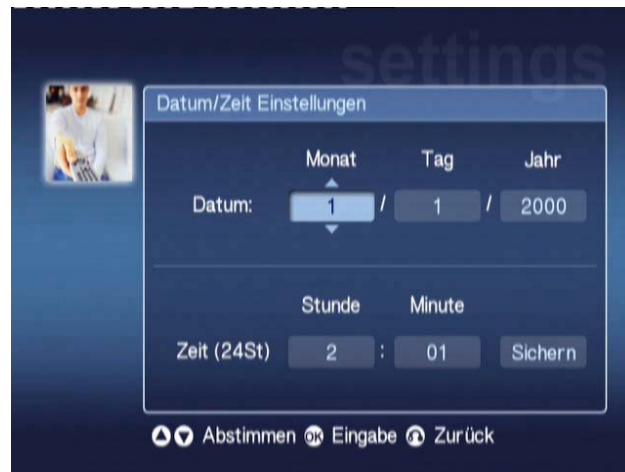 settings
Datum/Zeit Einstellungen
Monat Tag Jahr
Datum: 1 / 1 / 2000
Stunde Minute
Zeit (24St) 2 : 01 Sichern
Abstimmen OK Eingabe Zurück